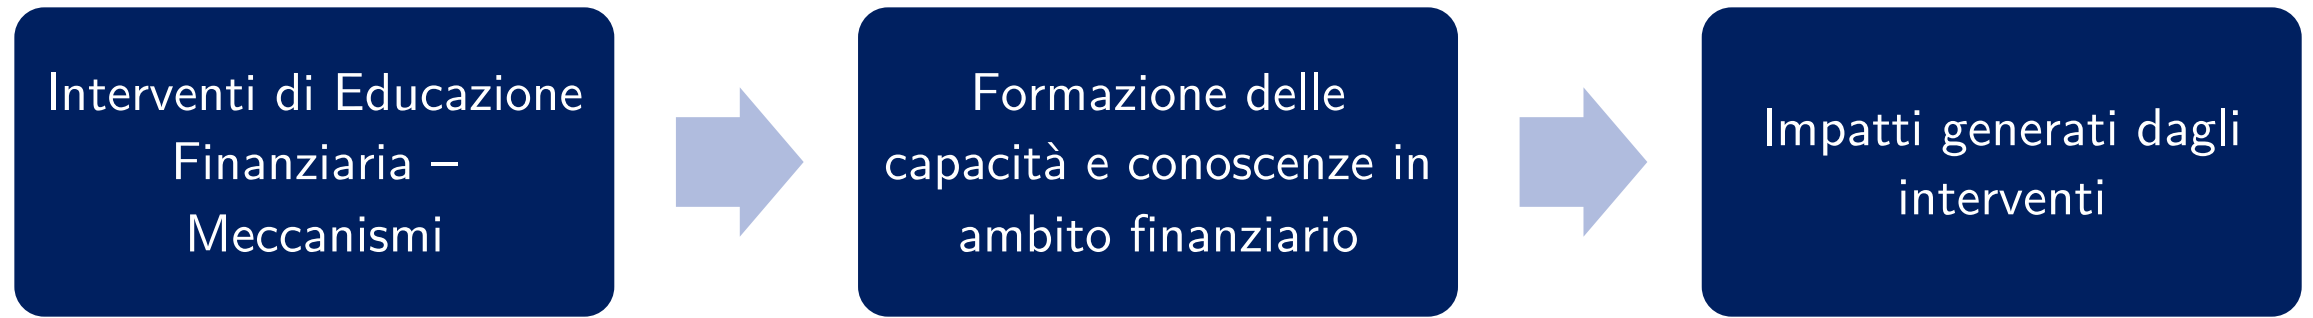 Interventi di Educazione
Finanziaria –
Meccanismi
Formazione delle
capacità e conoscenze in
ambito finanziario
Impatti generati dagli
interventi